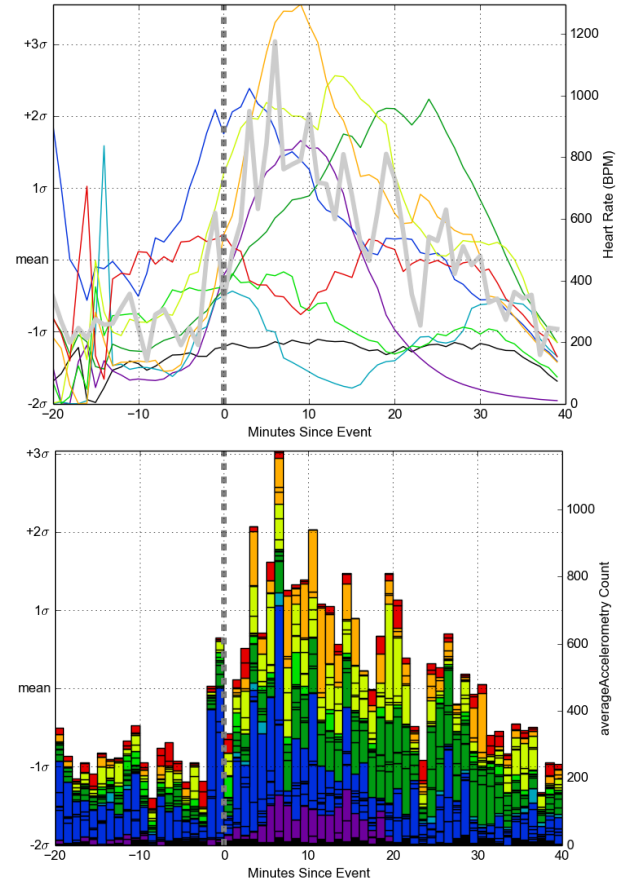 +3σ
+2σ
1σ
mean
-1σ
-2σ
1200
1000
800
600
400
200
0
Heart Rate (BPM)
−20
−10
0
10
20
30
40
Minutes Since Event
+3σ
+2σ
1σ
mean
-1σ
-2σ
1000
800
600
400
200
0
averageAccelerometry Count
−20
−10
0
10
20
30
40
Minutes Since Event